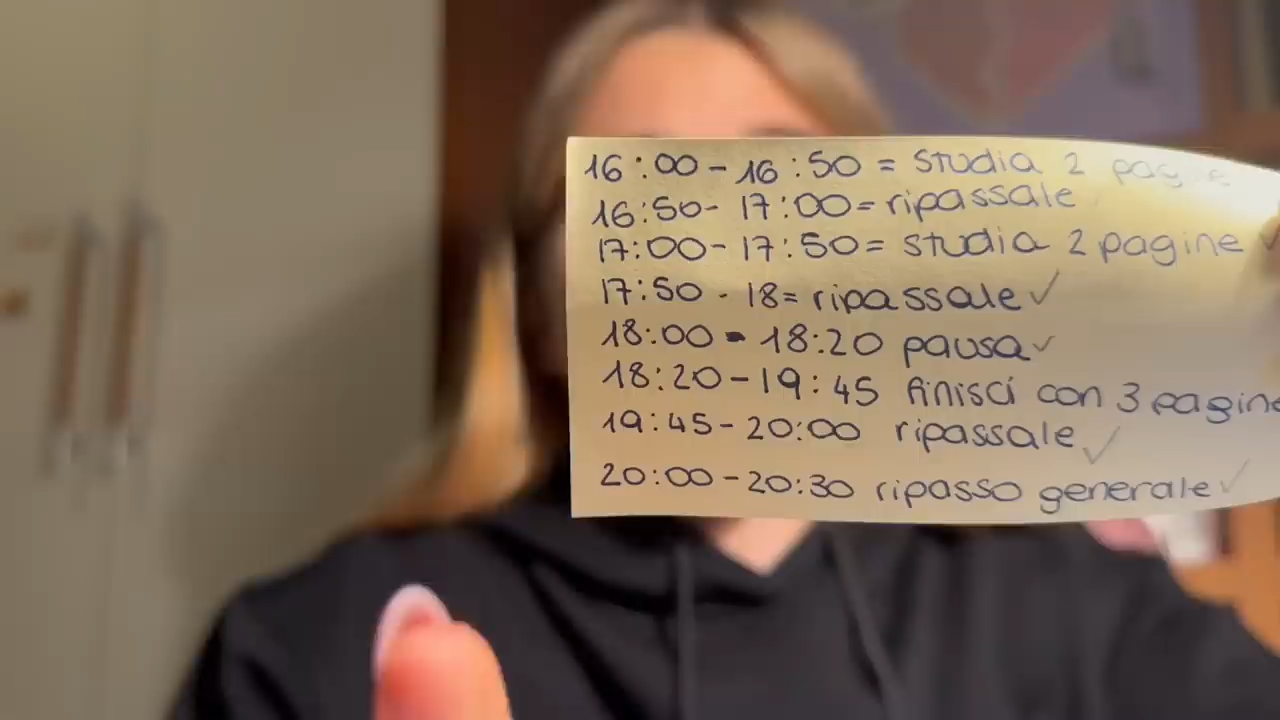 16:00 - 16:50 = studia 2 pagine
16:50 - 17:00 = ripassale
17:00 - 17:50 = studia 2 pagine ✓
17:50 - 18 = ripassale ✓
18:00 - 18:20 pausa ✓
18:20 - 19:45 finisci con 3 pagine
19:45 - 20:00 ripassale ✓
20:00 - 20:30 ripasso generale ✓